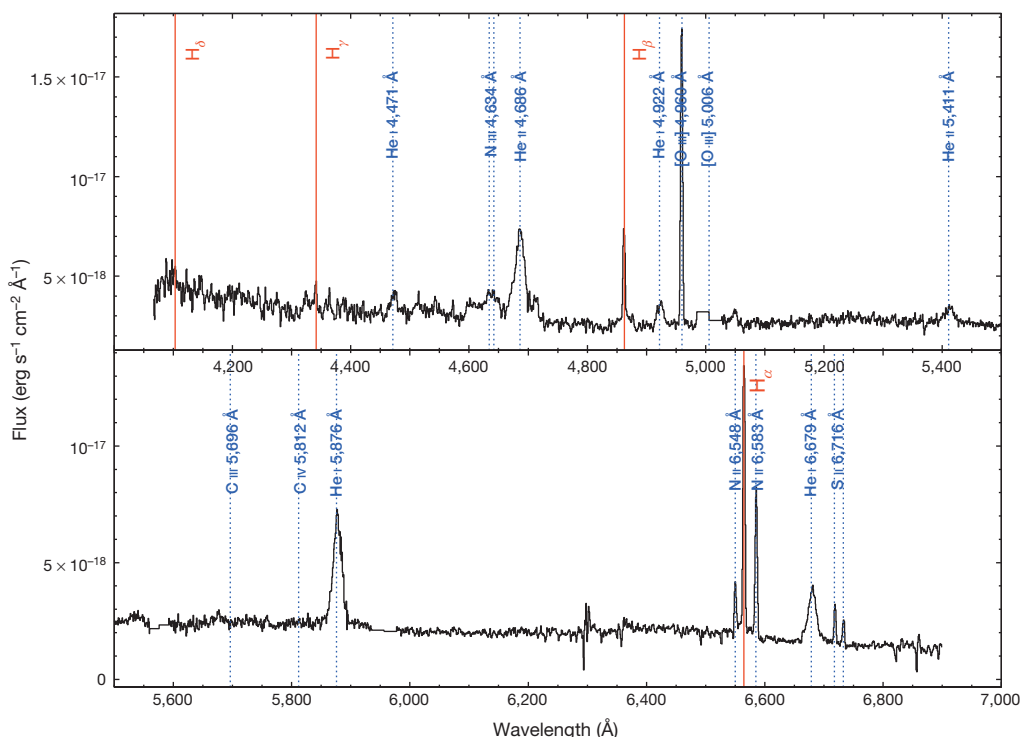 Flux (erg s⁻¹ cm⁻² Å⁻¹)
1.5 × 10⁻¹⁷
10⁻¹⁷
5 × 10⁻¹⁸
Hδ
Hγ
He I 4,471 Å
N III 4,634 Å
He II 4,686 Å
Hβ
He I 4,922 Å
[O III] 4,960 Å
[O III] 5,006 Å
He II 5,411 Å
4,200 4,400 4,600 4,800 5,000 5,200 5,400
10⁻¹⁷
5 × 10⁻¹⁸
0
C III 5,696 Å
C IV 5,812 Å
He I 5,876 Å
N II 6,548 Å
Hα
N II 6,583 Å
He I 6,679 Å
S II 6,716 Å
5,600 5,800 6,000 6,200 6,400 6,600 6,800 7,000
Wavelength (Å)